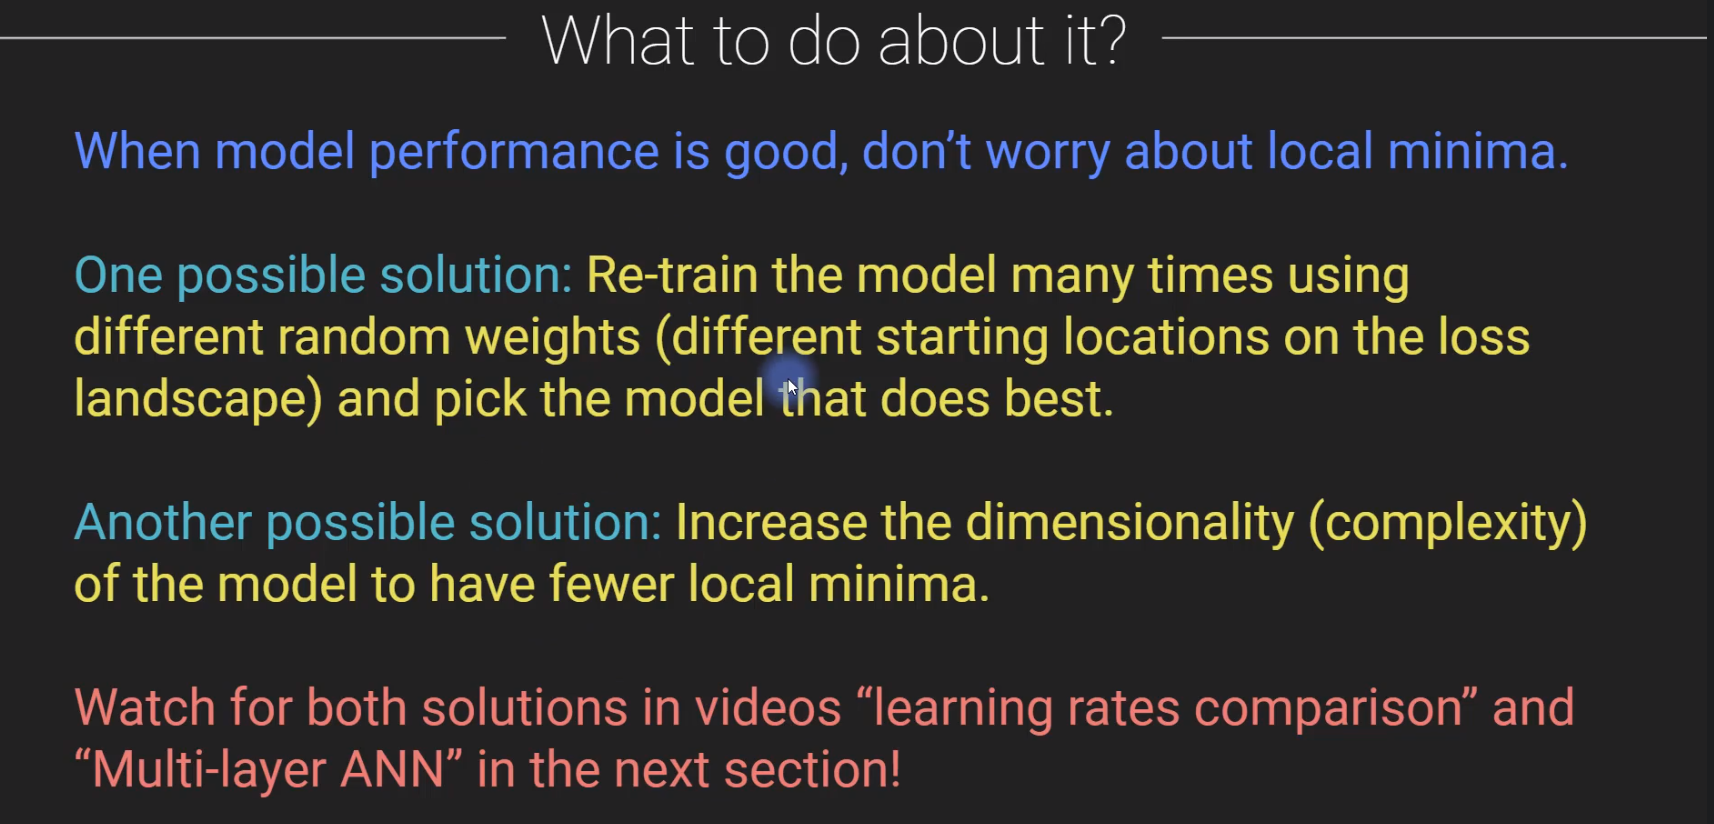 What to do about it?
When model performance is good, don’t worry about local minima.
One possible solution: Re-train the model many times using
different random weights (different starting locations on the loss
landscape) and pick the model that does best.
Another possible solution: Increase the dimensionality (complexity)
of the model to have fewer local minima.
Watch for both solutions in videos “learning rates comparison” and
“Multi-layer ANN” in the next section!